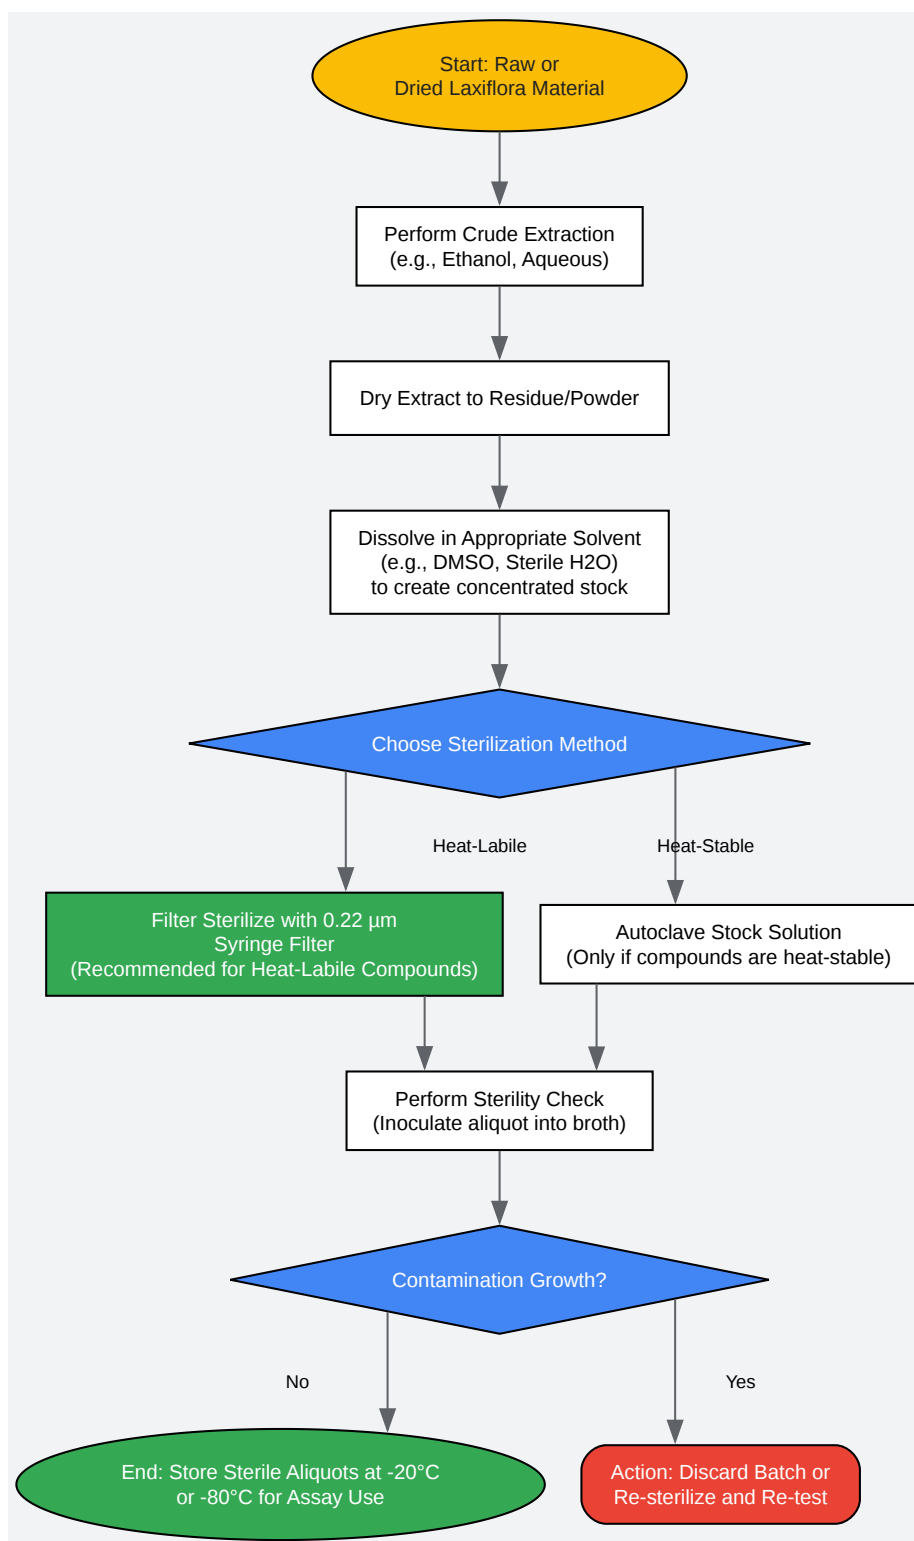 Start: Raw or
Dried Laxiflora Material
Perform Crude Extraction
(e.g., Ethanol, Aqueous)
Dry Extract to Residue/Powder
Dissolve in Appropriate Solvent
(e.g., DMSO, Sterile H2O)
to create concentrated stock
Choose Sterilization Method
Heat-Labile
Heat-Stable
Filter Sterilize with 0.22 µm
Syringe Filter
(Recommended for Heat-Labile Compounds)
Autoclave Stock Solution
(Only if compounds are heat-stable)
Perform Sterility Check
(Inoculate aliquot into broth)
Contamination Growth?
No
Yes
End: Store Sterile Aliquots at -20°C
or -80°C for Assay Use
Action: Discard Batch or
Re-sterilize and Re-test